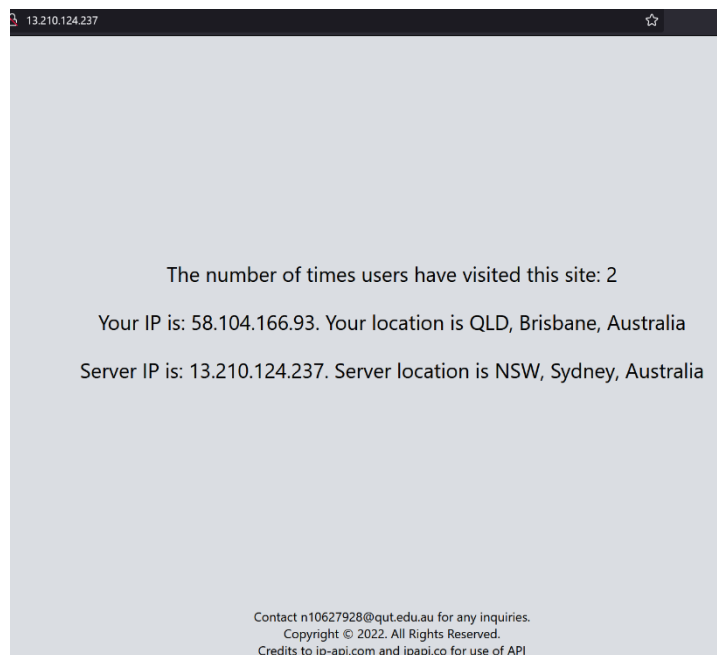 13.210.124.237
The number of times users have visited this site: 2
Your IP is: 58.104.166.93. Your location is QLD, Brisbane, Australia
Server IP is: 13.210.124.237. Server location is NSW, Sydney, Australia
Contact n10627928@qut.edu.au for any inquiries.
Copyright © 2022. All Rights Reserved.
Credits to ip-api.com and ipapi.co for use of API